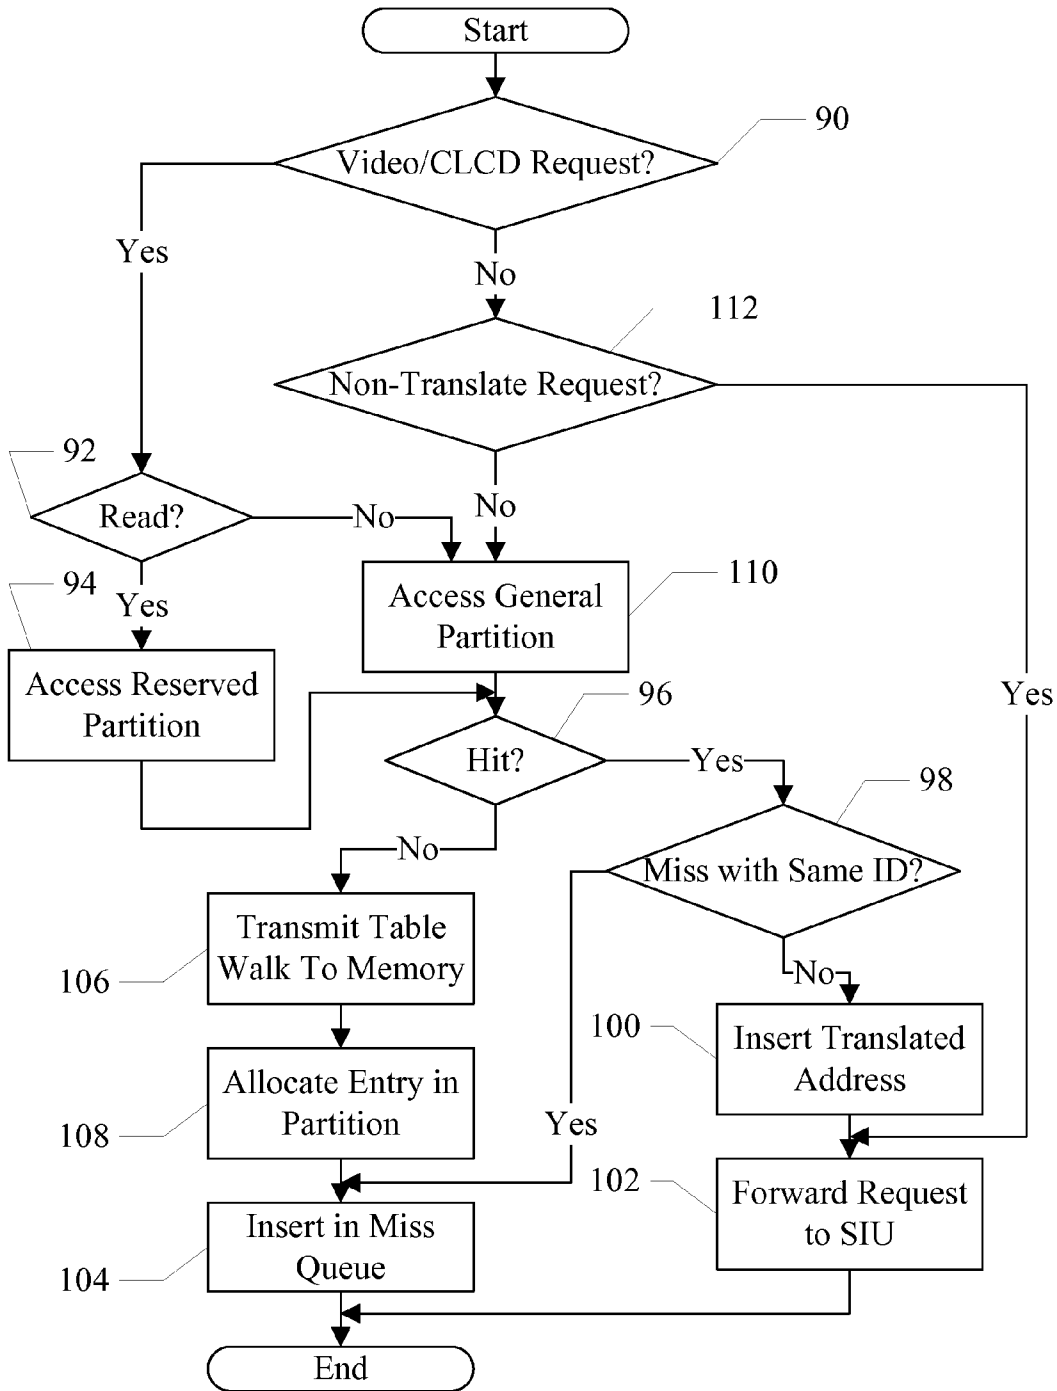 Start
90
Video/CLCD Request?
Yes
No
112
Non-Translate Request?
92
Read?
No
No
94
Yes
110
Access General
Partition
Access Reserved
Partition
Yes
96
Hit?
Yes
98
No
Miss with Same ID?
Transmit Table
Walk To Memory
106
No
100
Insert Translated
Address
Allocate Entry in
Partition
108
Yes
102
Forward Request
to SIU
Insert in Miss
Queue
104
End